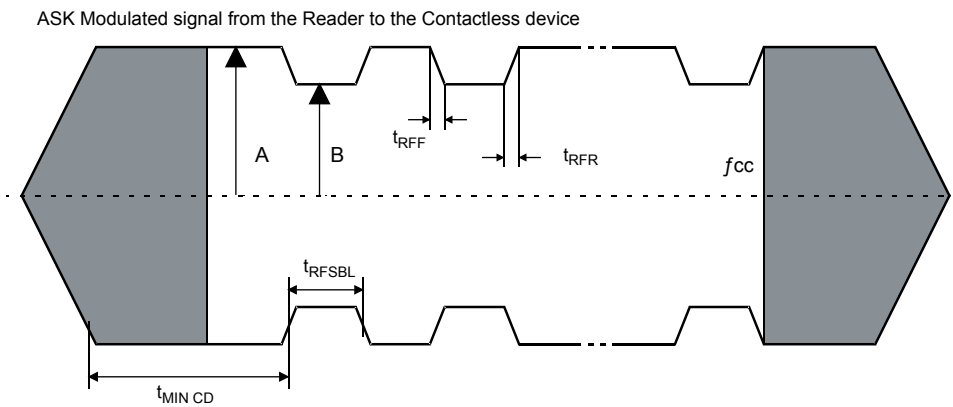 ASK Modulated signal from the Reader to the Contactless device
A
B
tRFF
tRFR
ƒcc
tRFSBL
tMIN CD